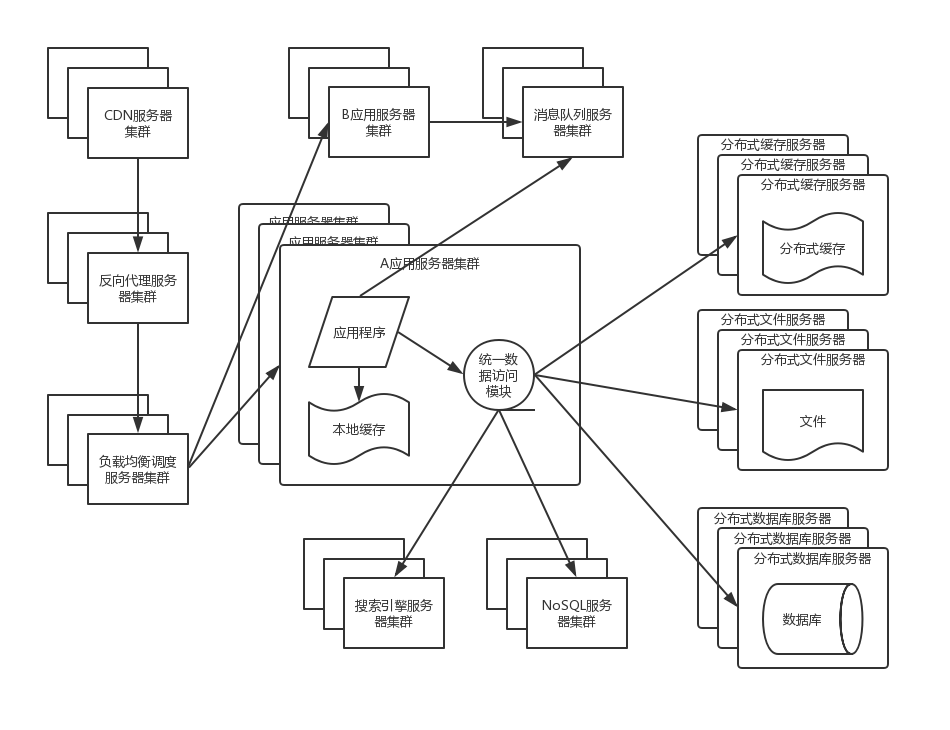 CDN服务器
集群
B应用服务器
集群
消息队列服务
器集群
反向代理服务
器集群
负载均衡调度
服务器集群
应用服务器集群
应用服务器集群
A应用服务器集群
应用程序
本地缓存
统一数
据访问
模块
分布式缓存服务器
分布式缓存服务器
分布式缓存服务器
分布式缓存
分布式文件服务器
分布式文件服务器
分布式文件服务器
文件
分布式数据库服务器
分布式数据库服务器
分布式数据库服务器
数据库
搜索引擎服务
器集群
NoSQL服务
器集群